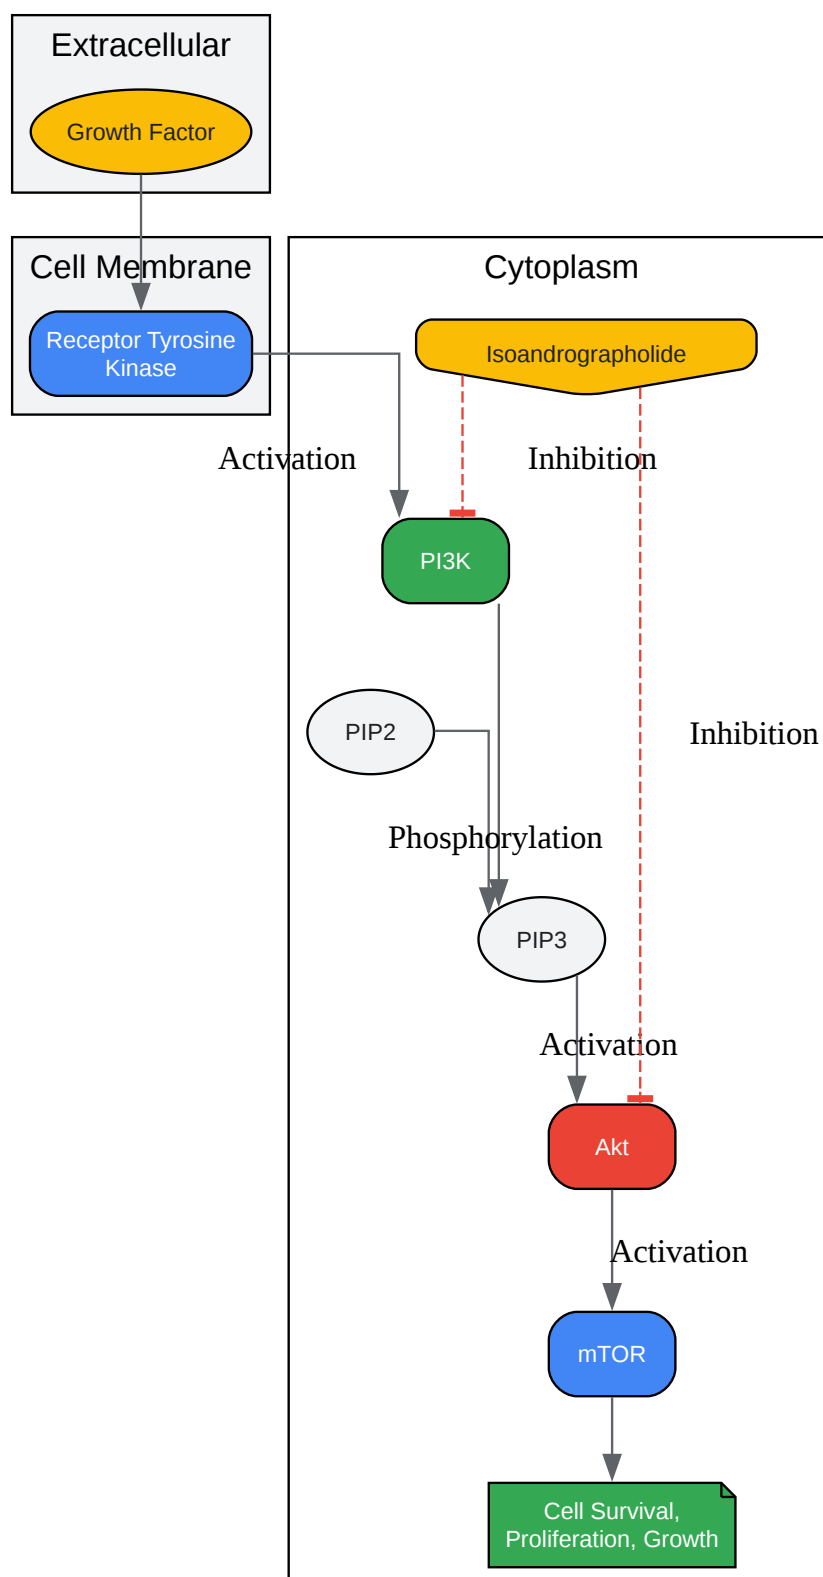 Extracellular
Growth Factor
Cell Membrane
Cytoplasm
Receptor Tyrosine
Kinase
Isoandrographolide
Activation
Inhibition
PI3K
PIP2
Inhibition
Phosphorylation
PIP3
Activation
Akt
Activation
mTOR
Cell Survival,
Proliferation, Growth